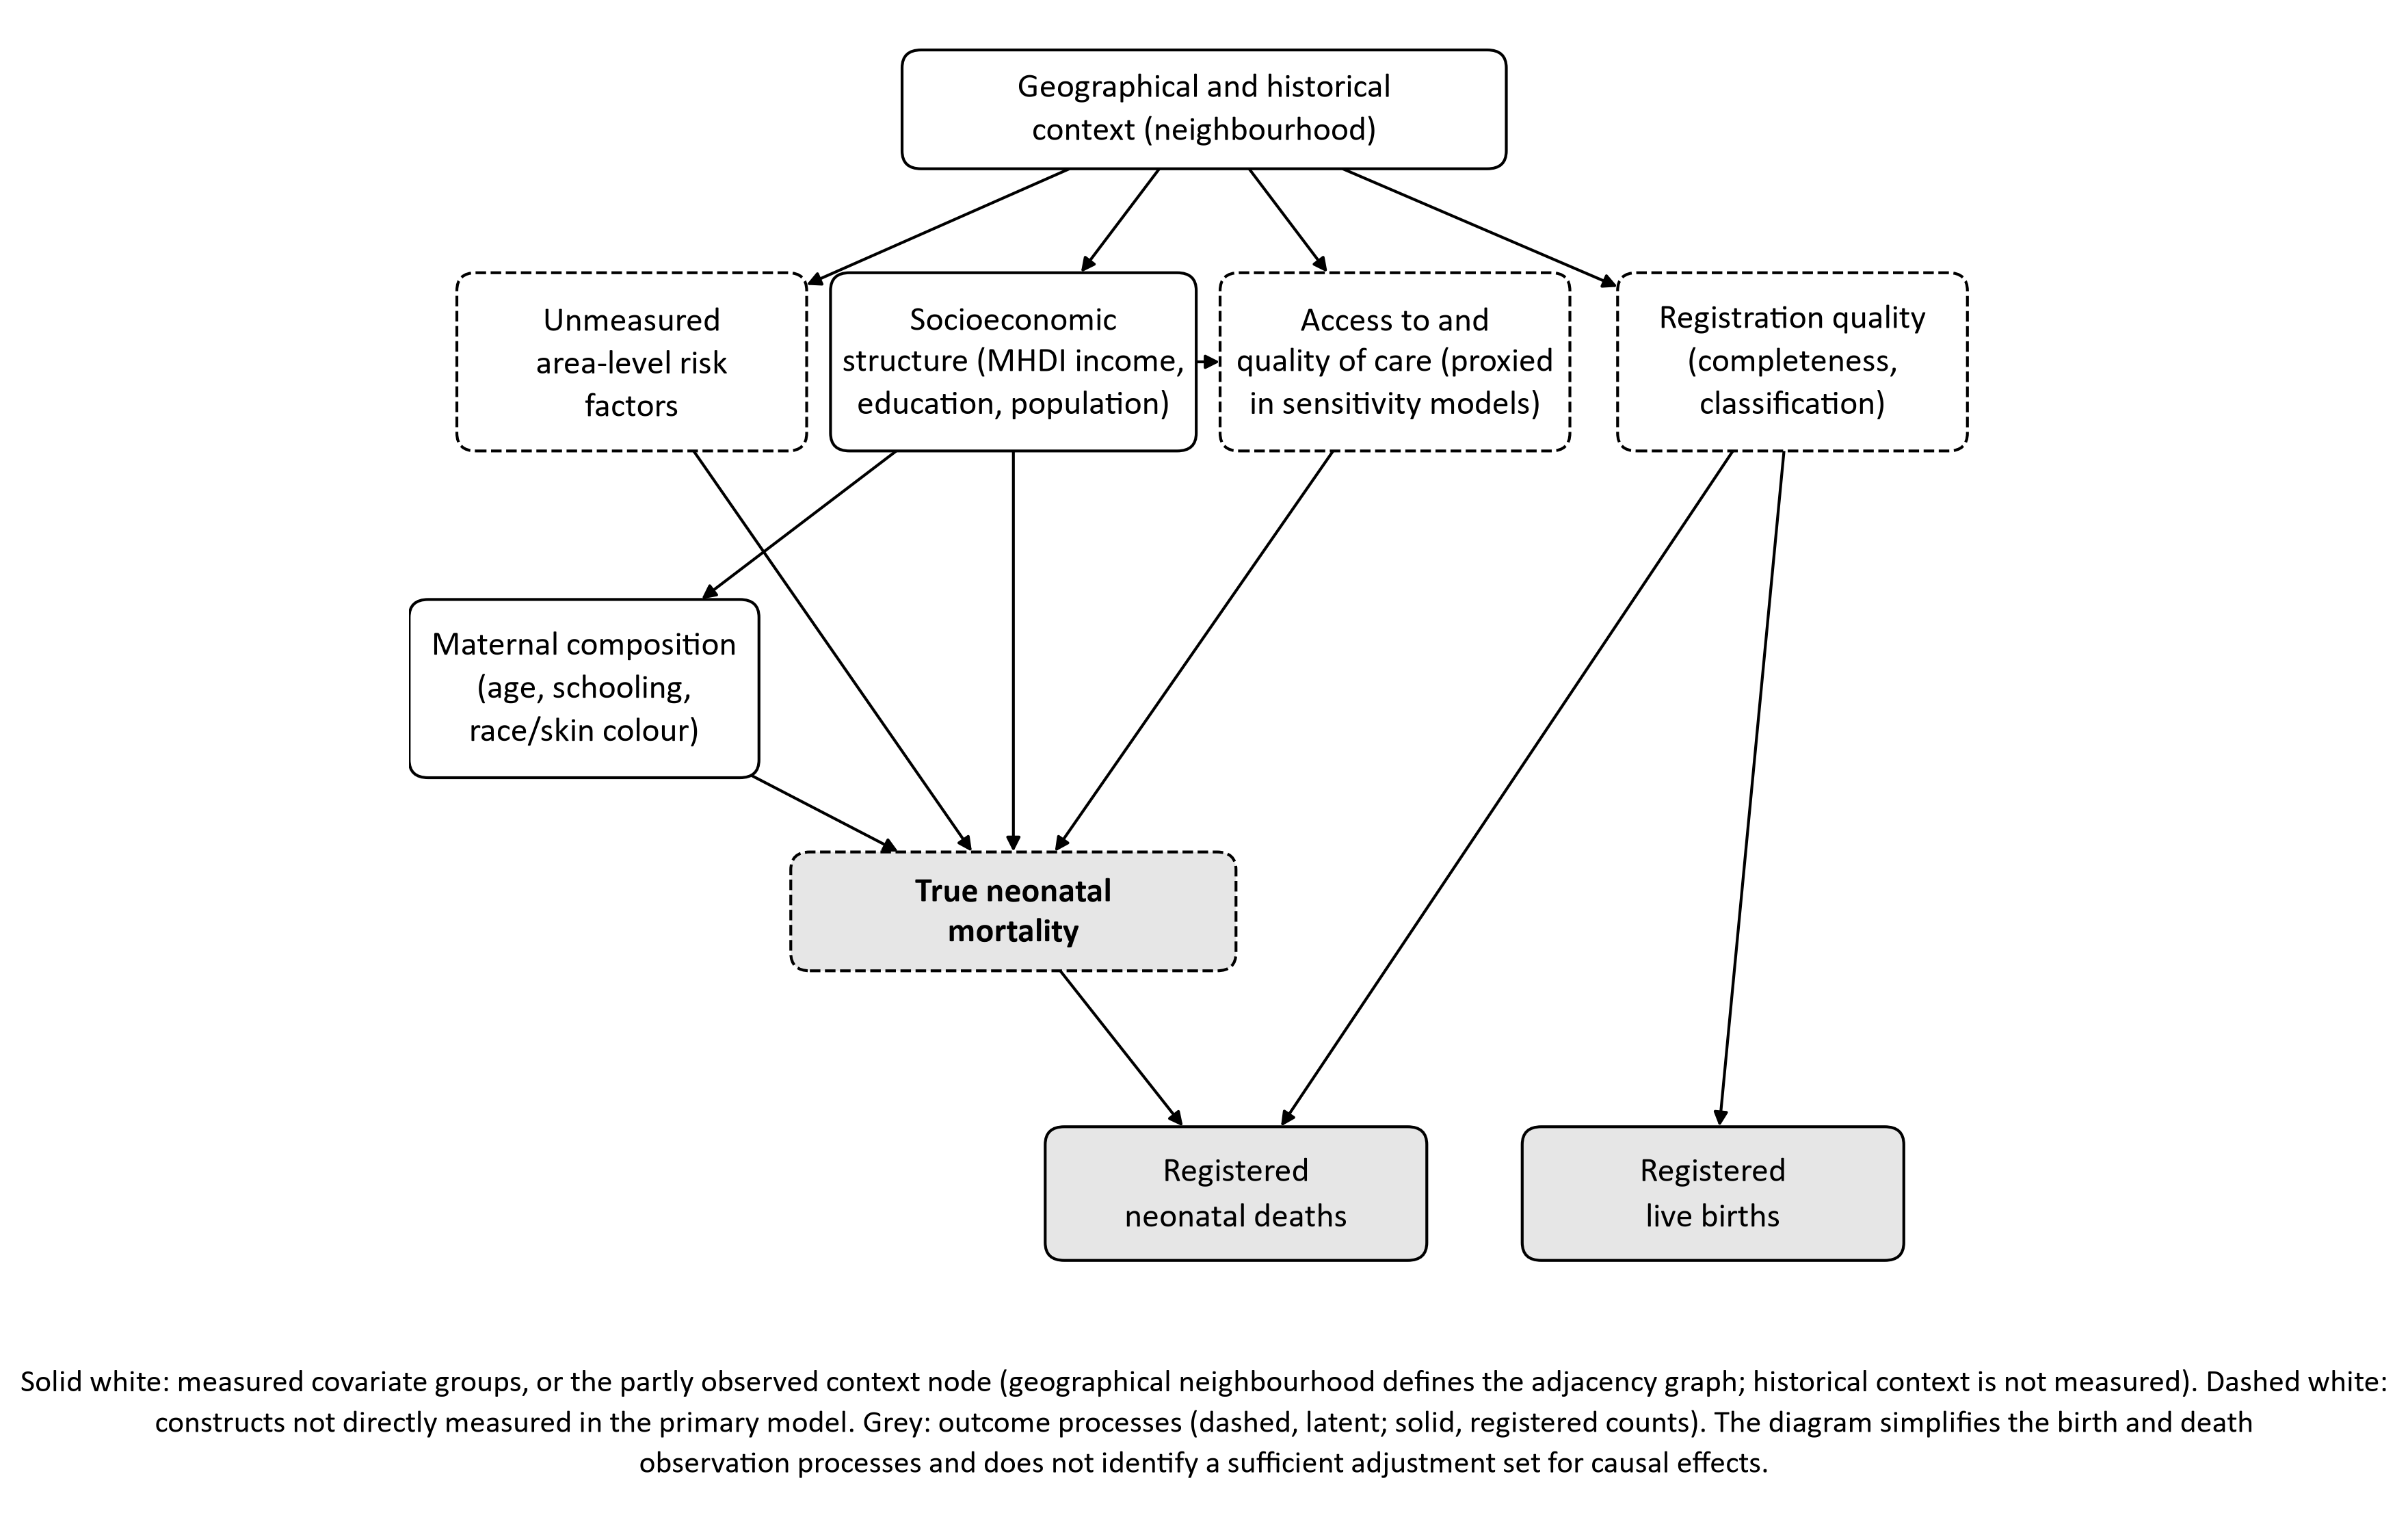 Geographical and historical
context (neighbourhood)
Unmeasured
area-level risk
factors
Socioeconomic
structure (MHDI income,
education, population)
Access to and
quality of care (proxied
in sensitivity models)
Registration quality
(completeness,
classification)
Maternal composition
(age, schooling,
race/skin colour)
True neonatal
mortality
Registered
neonatal deaths
Registered
live births
Solid white: measured covariate groups, or the partly observed context node (geographical neighbourhood defines the adjacency graph; historical context is not measured). Dashed white:
constructs not directly measured in the primary model. Grey: outcome processes (dashed, latent; solid, registered counts). The diagram simplifies the birth and death
observation processes and does not identify a sufficient adjustment set for causal effects.